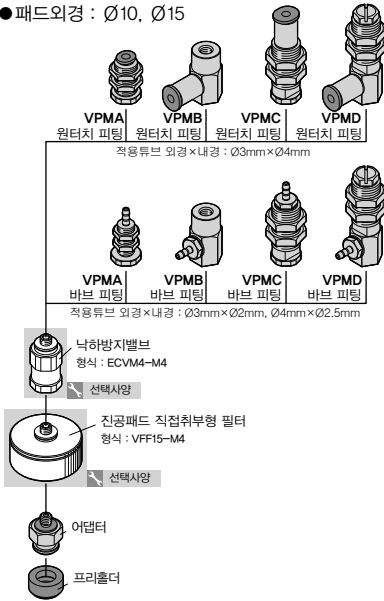 ●패드외경 : Ø10, Ø15
VPMA VPMB VPMC VPMD
원터치 피팅 원터치 피팅 원터치 피팅 원터치 피팅
적용튜브 외경×내경 : Ø3mm×Ø4mm
VPMA VPMB VPMC VPMD
바브 피팅 바브 피팅 바브 피팅 바브 피팅
적용튜브 외경×내경 : Ø3mm×Ø2mm, Ø4mm×Ø2.5mm
낙하방지밸브
형식 : ECVM4-M4
선택사양
진공패드 직접취부형 필터
형식 : VFF15-M4
선택사양
어댑터
프리홀더